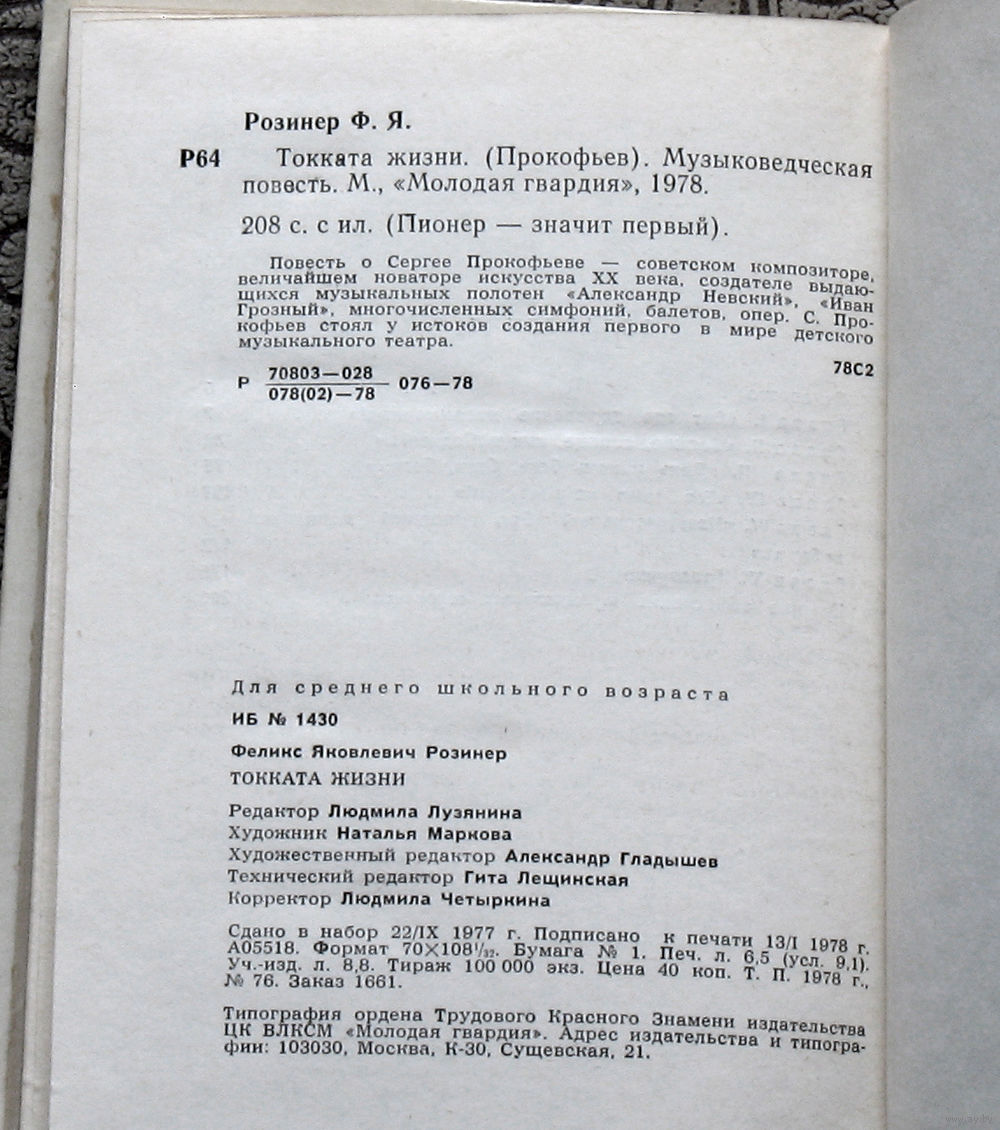 Розинер Ф. Я.
Р64 Токката жизни. (Прокофьев). Музыковедческая
повесть. М., «Молодая гвардия», 1978.
208 с. с ил. (Пионер — значит первый).
Повесть о Сергее Прокофьеве — советском композиторе,
величайшем новаторе искусства XX века, создателе выдаю-
щихся музыкальных полотен «Александр Невский», «Иван
Грозный», многочисленных симфоний, балетов, опер. С. Про-
кофьев стоял у истоков создания первого в мире детского
музыкального театра.
Р 70803—028 / 078(02)—78 076—78
78С2
Для среднего школьного возраста
ИБ № 1430
Феликс Яковлевич Розинер
ТОККАТА ЖИЗНИ
Редактор Людмила Лузянина
Художник Наталья Маркова
Художественный редактор Александр Гладышев
Технический редактор Гита Лещинская
Корректор Людмила Четыркина
Сдано в набор 22/IX 1977 г. Подписано к печати 13/I 1978 г.
А05518. Формат 70×108¹/₃₂. Бумага № 1. Печ. л. 6,5 (усл. 9,1).
Уч.-изд. л. 8,8. Тираж 100 000 экз. Цена 40 коп. Т. П. 1978 г.,
№ 76. Заказ 1661.
Типография ордена Трудового Красного Знамени издательства
ЦК ВЛКСМ «Молодая гвардия». Адрес издательства и типогра-
фии: 103030, Москва, К-30, Сущевская, 21.